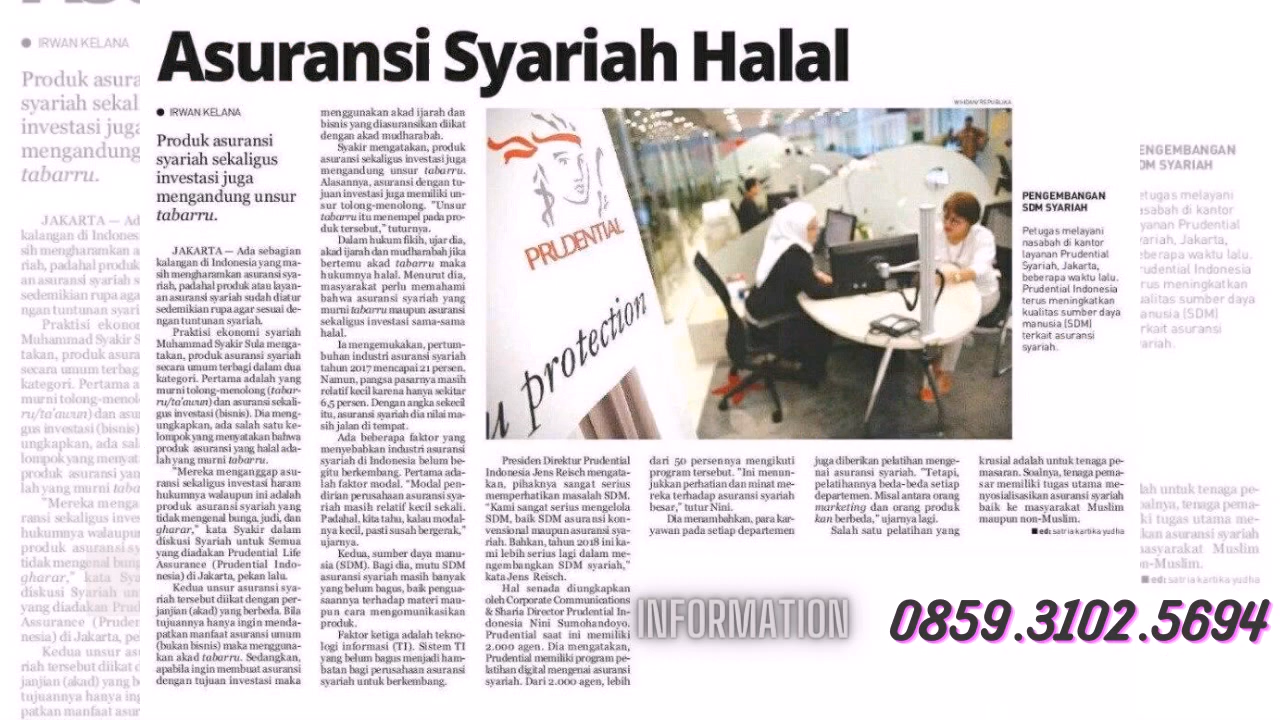 Asuransi Syariah Halal
● IRWAN KELANA
Produk asuransi
syariah sekaligus
investasi juga
mengandung unsur
tabarru.
JAKARTA — Ada sebagian
kalangan di Indonesia yang ma-
sih mengharamkan asuransi sya-
riah, padahal produk atau layan-
an asuransi syariah sudah diatur
sedemikian rupa agar sesuai de-
ngan tuntunan syariah.
Praktisi ekonomi syariah
Muhammad Syakir Sula menga-
takan, produk asuransi syariah
secara umum terbagi dalam dua
kategori. Pertama adalah yang
murni tolong-menolong (tabar-
ru/ta'awun) dan asuransi sekali-
gus investasi (bisnis). Dia meng-
ungkapkan, ada salah satu ke-
lompok yang menyatakan bahwa
produk asuransi yang halal ada-
lah yang murni tabarru.
"Mereka menganggap asu-
ransi sekaligus investasi haram
hukumnya walaupun ini adalah
produk asuransi syariah yang
tidak mengenal bunga, judi, dan
gharar," kata Syakir dalam
diskusi Syariah untuk Semua
yang diadakan Prudential Life
Assurance (Prudential Indo-
nesia) di Jakarta, pekan lalu.
Kedua unsur asuransi sya-
riah tersebut diikat dengan per-
janjian (akad) yang berbeda. Bila
tujuannya hanya ingin menda-
patkan manfaat asuransi umum
(bukan bisnis) maka mengguna-
kan akad tabarru. Sedangkan,
apabila ingin membuat asuransi
dengan tujuan investasi maka
menggunakan akad ijarah dan
bisnis yang diasuransikan diikat
dengan akad mudharabah.
Syakir mengatakan, produk
asuransi sekaligus investasi juga
mengandung unsur tabarru.
Alasannya, asuransi dengan tu-
juan investasi juga memiliki un-
sur tolong-menolong. "Unsur
tabarru itu menempel pada pro-
duk tersebut," tuturnya.
Dalam hukum fikih, ujar dia,
akad ijarah dan mudharabah jika
bertemu akad tabarru maka
hukumnya halal. Menurut dia,
masyarakat perlu memahami
bahwa asuransi syariah yang
murni tabarru maupun asuransi
sekaligus investasi sama-sama
halal.
Ia mengemukakan, pertum-
buhan industri asuransi syariah
tahun 2017 mencapai 21 persen.
Namun, pangsa pasarnya masih
relatif kecil karena hanya sekitar
6,5 persen. Dengan angka sekecil
itu, asuransi syariah dia nilai ma-
sih jalan di tempat.
Ada beberapa faktor yang
menyebabkan industri asuransi
syariah di Indonesia belum be-
gitu berkembang. Pertama ada-
lah faktor modal. "Modal pen-
dirian perusahaan asuransi sya-
riah masih relatif kecil sekali.
Padahal, kita tahu, kalau modal-
nya kecil, pasti susah bergerak,"
ujarnya.
Kedua, sumber daya manu-
sia (SDM). Bagi dia, mutu SDM
asuransi syariah masih banyak
yang belum bagus, baik pengua-
saannya terhadap materi mau-
pun cara mengomunikasikan
produk.
Faktor ketiga adalah tekno-
logi informasi (TI). Sistem TI
yang belum bagus menjadi ham-
batan bagi perusahaan asuransi
syariah untuk berkembang.
PRUDENTIAL
u protection
PENGEMBANGAN
SDM SYARIAH
Petugas melayani
nasabah di kantor
layanan Prudential
Syariah, Jakarta,
beberapa waktu lalu.
Prudential Indonesia
terus meningkatkan
kualitas sumber daya
manusia (SDM)
terkait asuransi
syariah.
Presiden Direktur Prudential
Indonesia Jens Reisch mengata-
kan, pihaknya sangat serius
memperhatikan masalah SDM.
"Kami sangat serius mengelola
SDM, baik SDM asuransi kon-
vensional maupun asuransi sya-
riah. Bahkan, tahun 2018 ini ka-
mi lebih serius lagi dalam me-
ngembangkan SDM syariah,"
kata Jens Reisch.
Hal senada diungkapkan
oleh Corporate Communications
& Sharia Director Prudential In-
donesia Nini Sumohandoyo.
Prudential saat ini memiliki
2.000 agen. Dia mengatakan,
Prudential memiliki program pe-
latihan digital mengenai asuransi
syariah. Dari 2.000 agen, lebih
dari 50 persennya mengikuti
program tersebut. "Ini menun-
jukkan perhatian dan minat me-
reka terhadap asuransi syariah
besar," tutur Nini.
Dia menambahkan, para kar-
yawan pada setiap departemen
juga diberikan pelatihan menge-
nai asuransi syariah. "Tetapi,
pelatihannya beda-beda setiap
departemen. Misal antara orang
marketing dan orang produk
kan berbeda," ujarnya lagi.
Salah satu pelatihan yang
krusial adalah untuk tenaga pe-
masaran. Soalnya, tenaga pema-
sar memiliki tugas utama me-
nyosialisasikan asuransi syariah
baik ke masyarakat Muslim
maupun non-Muslim.
■ ed: satria kartika yudha
INFORMATION
0859.3102.5694